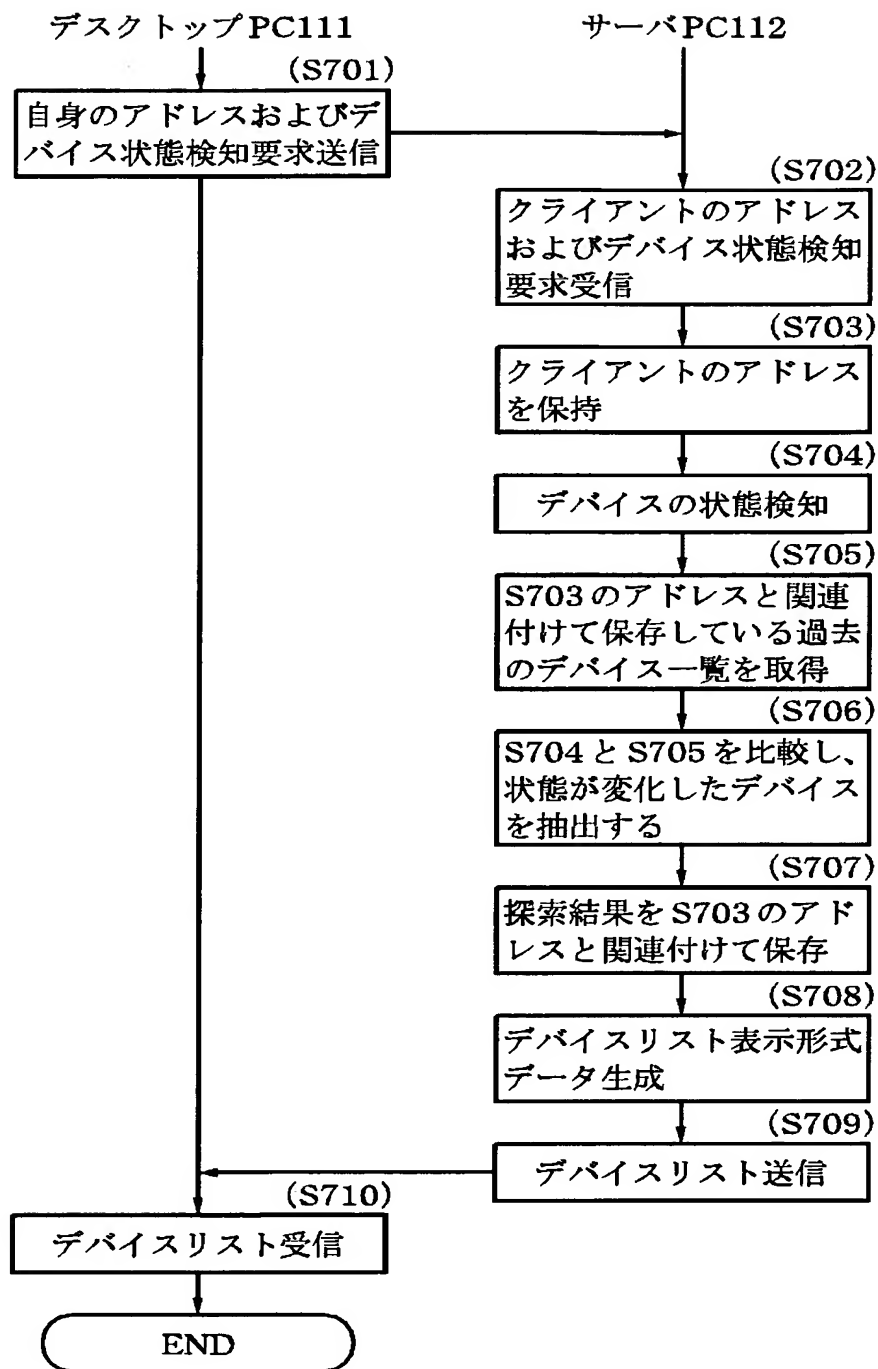 デスクトップPC111
サーバPC112
(S701)
自身のアドレスおよびデ
バイス状態検知要求送信
(S702)
クライアントのアドレス
およびデバイス状態検知
要求受信
(S703)
クライアントのアドレス
を保持
(S704)
デバイスの状態検知
(S705)
S703のアドレスと関連
付けて保存している過去
のデバイス一覧を取得
(S706)
S704とS705を比較し、
状態が変化したデバイス
を抽出する
(S707)
探索結果をS703のアド
レスと関連付けて保存
(S708)
デバイスリスト表示形式
データ生成
(S709)
デバイスリスト送信
(S710)
デバイスリスト受信
END